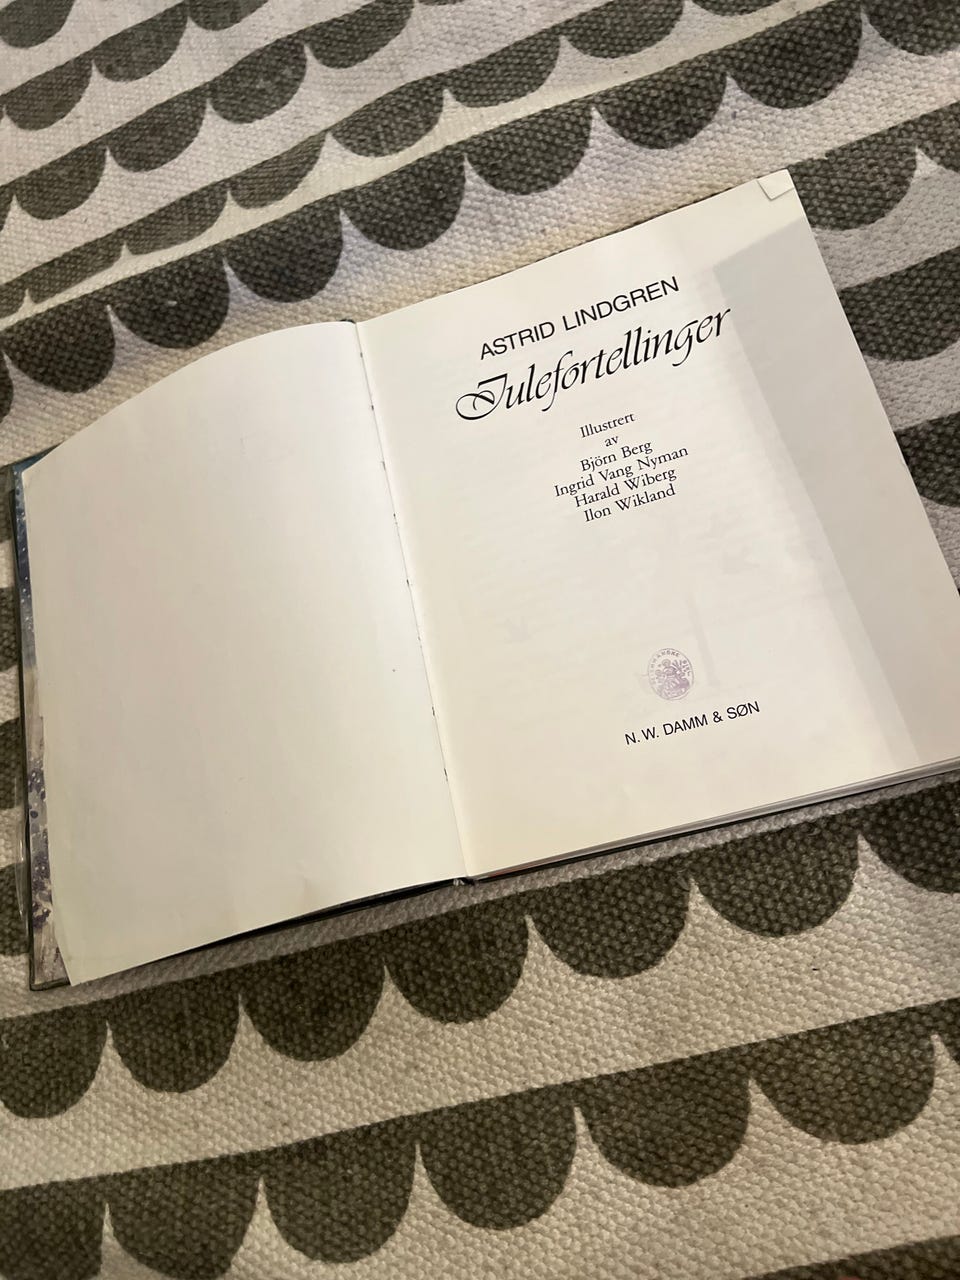 ASTRID LINDGREN
Julefortellinger
Illustrert
av
Björn Berg
Ingrid Vang Nyman
Harald Wiberg
Ilon Wikland
N. W. DAMM & SØN